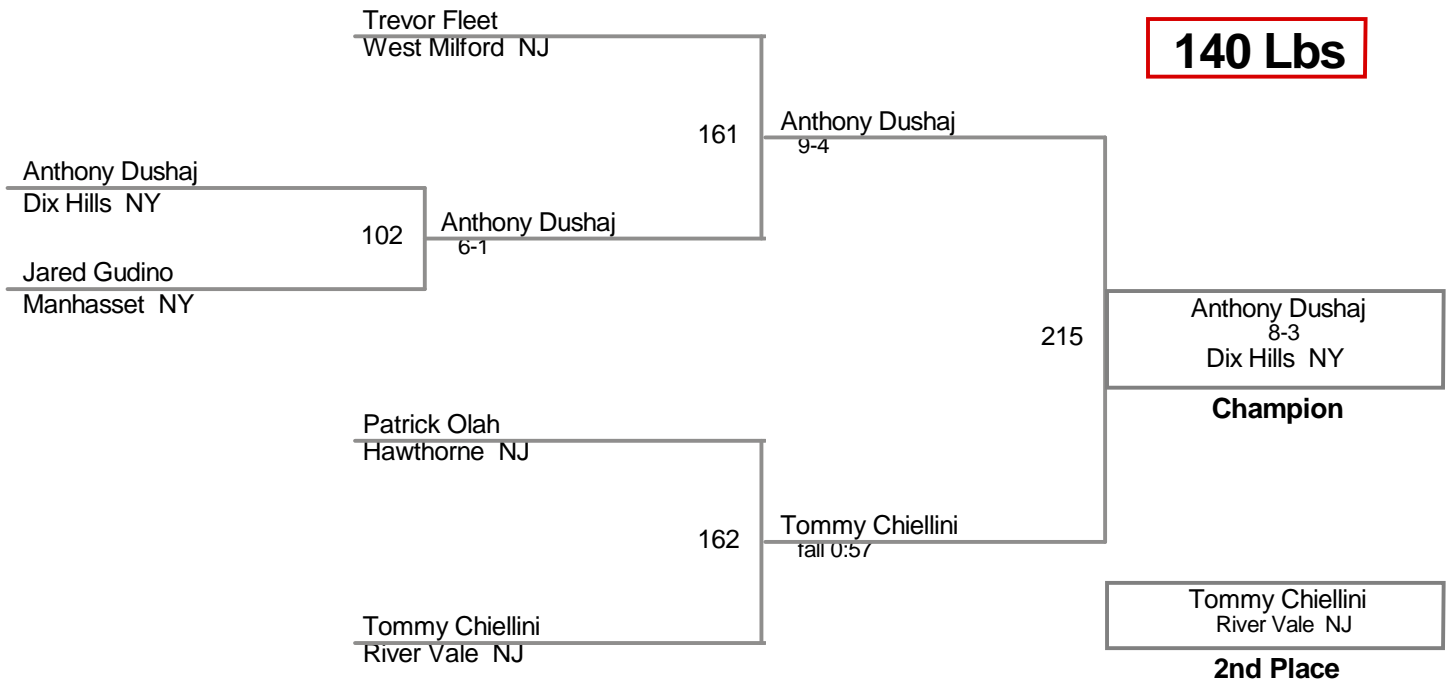 Trevor Fleet
West Milford  NJ
140 Lbs
161
Anthony Dushaj
9-4
Anthony Dushaj
Dix Hills  NY
102
Anthony Dushaj
6-1
Jared Gudino
Manhasset  NY
215
Anthony Dushaj
8-3
Dix Hills  NY
Champion
Patrick Olah
Hawthorne  NJ
162
Tommy Chiellini
fall 0:57
Tommy Chiellini
River Vale  NJ
Tommy Chiellini
River Vale  NJ
2nd Place